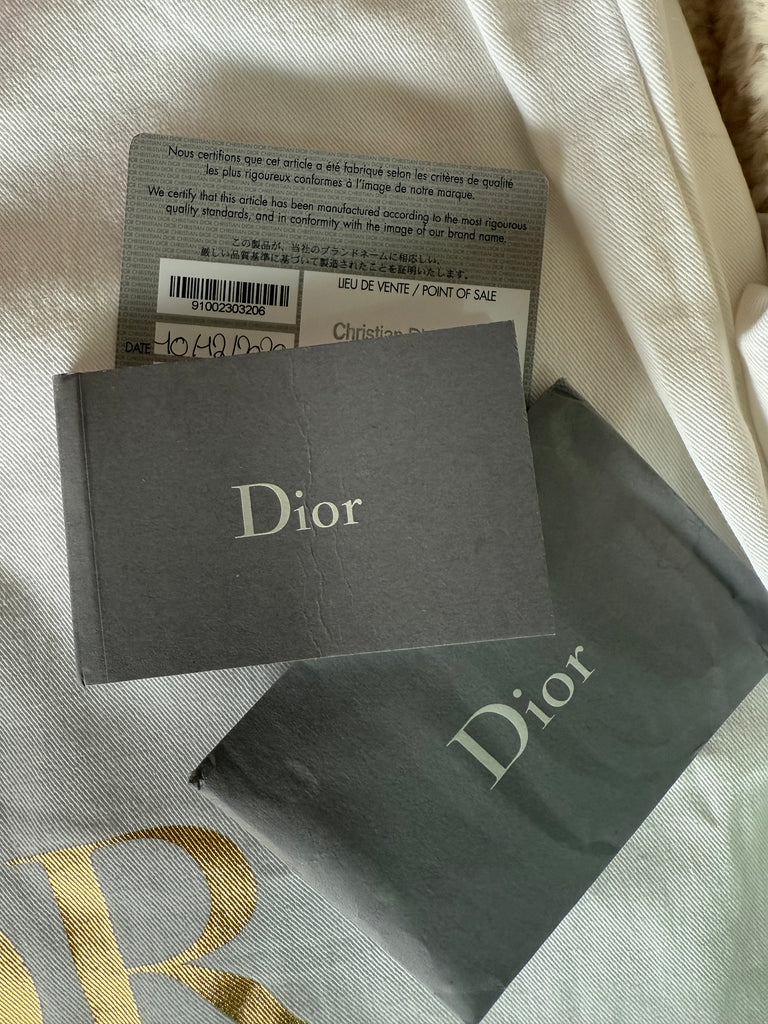 Nous certifions que cet article a été fabriqué selon les critères de qualité
les plus rigoureux conformes à l'image de notre marque.
We certify that this article has been manufactured according to the most rigourous
quality standards, and in conformity with the image of our brand name.
この製品が、当社のブランドネームに相応しい、
厳しい品質基準に基づいて製造されたことを証明いたします。
LIEU DE VENTE / POINT OF SALE
91002303206
Christian
DATE 10/12/2020
Dior
Dior
OR